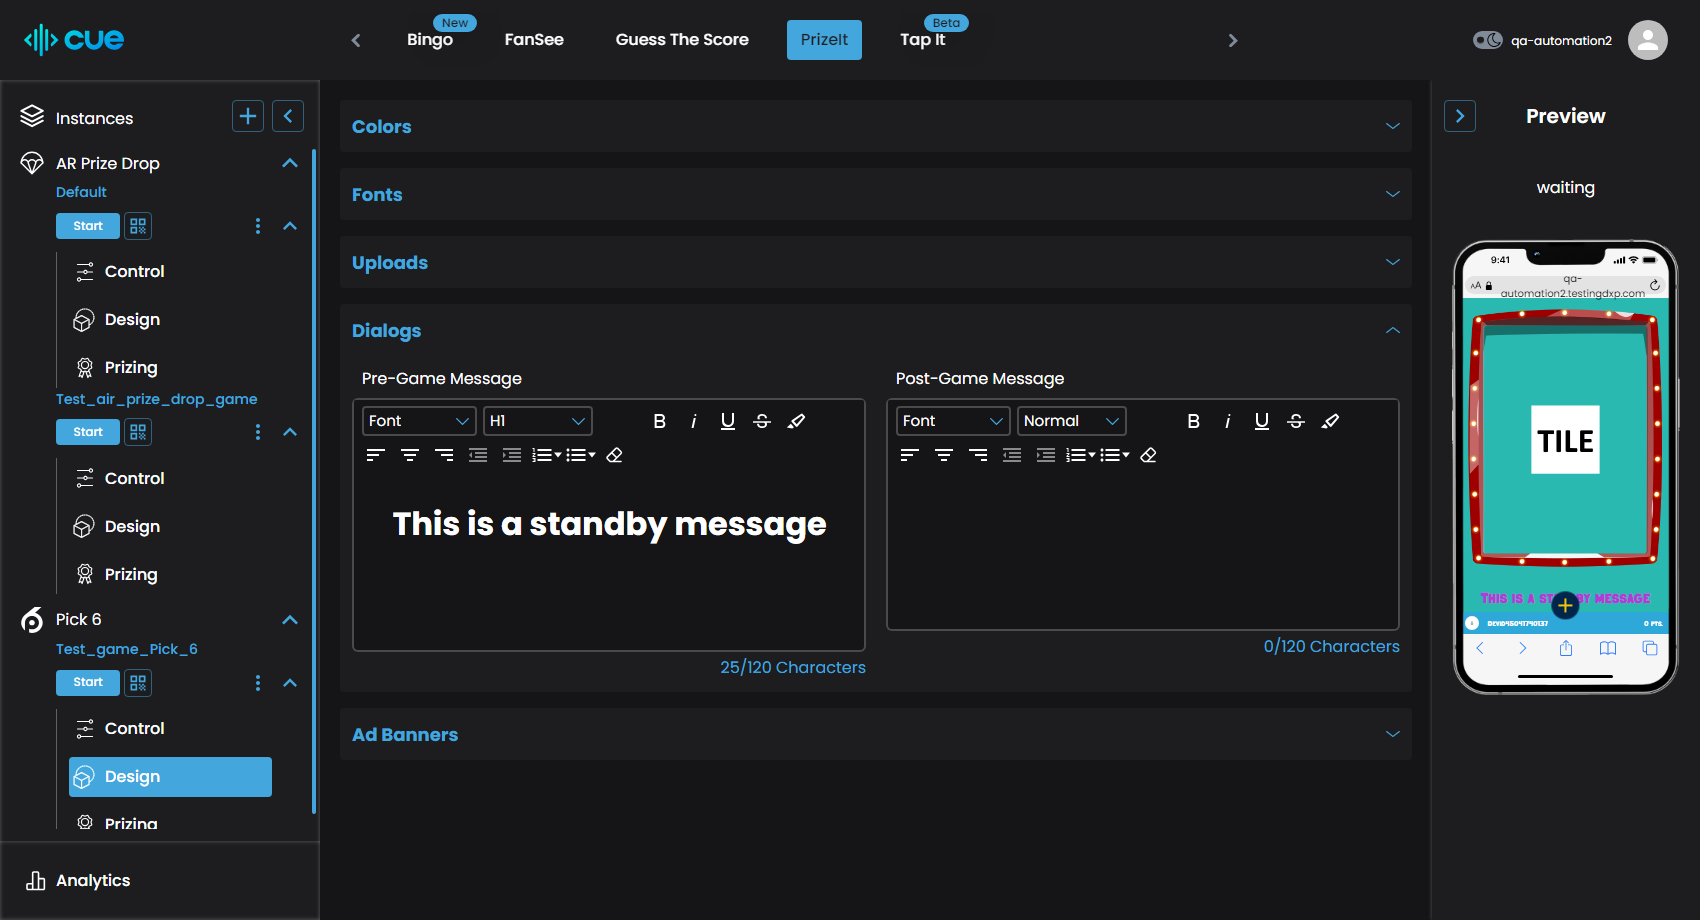 cue
New
Bingo
FanSee
Guess The Score
PrizeIt
Beta
Tap It
qa-automation2
Instances
AR Prize Drop
Default
Start
Control
Design
Prizing
Test_air_prize_drop_game
Start
Control
Design
Prizing
Pick 6
Test_game_Pick_6
Start
Control
Design
Prizing
Analytics
Colors
Fonts
Uploads
Dialogs
Pre-Game Message
Font
H1
B i U S
This is a standby message
25/120 Characters
Post-Game Message
Font
Normal
B i U S
0/120 Characters
Ad Banners
Preview
waiting
9:41
AA
qa-
automation2.testingdxp.com
TILE
This is a st by message
0 PTS.